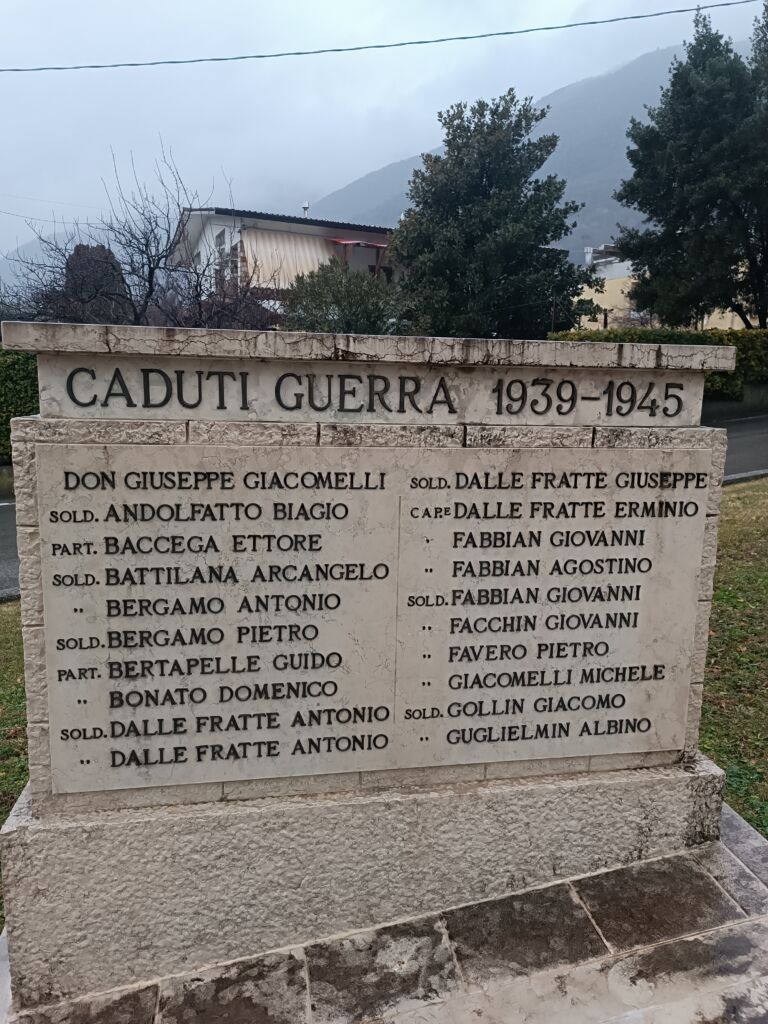 CADUTI GUERRA 1939-1945
DON GIUSEPPE GIACOMELLI
SOLD. ANDOLFATTO BIAGIO
PART. BACCEGA ETTORE
SOLD. BATTILANA ARCANGELO
" BERGAMO ANTONIO
SOLD. BERGAMO PIETRO
PART. BERTAPELLE GUIDO
" BONATO DOMENICO
SOLD. DALLE FRATTE ANTONIO
" DALLE FRATTE ANTONIO
SOLD. DALLE FRATTE GIUSEPPE
CAP.E DALLE FRATTE ERMINIO
" FABBIAN GIOVANNI
" FABBIAN AGOSTINO
SOLD. FABBIAN GIOVANNI
" FACCHIN GIOVANNI
" FAVERO PIETRO
" GIACOMELLI MICHELE
SOLD. GOLLIN GIACOMO
" GUGLIELMIN ALBINO